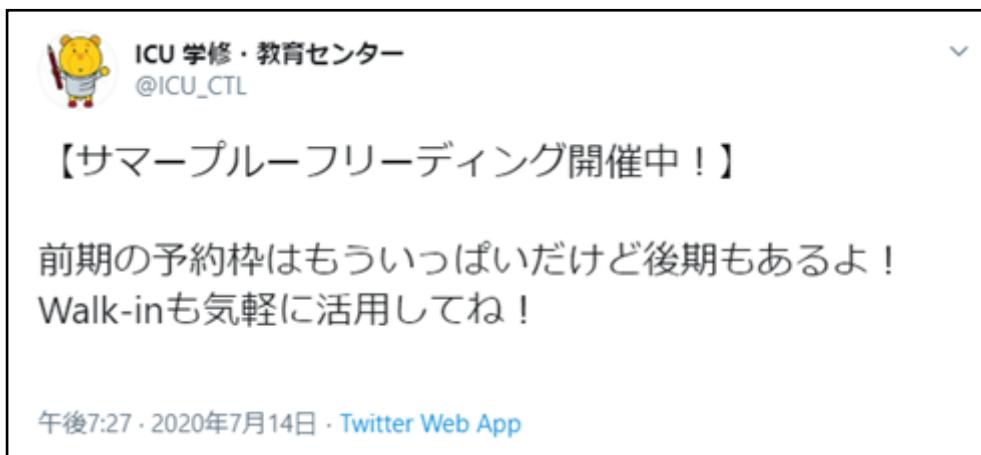 ICU 学修・教育センター
@ICU_CTL
【サマープルーフリーディング開催中！】
前期の予約枠はもういっぱいだけど後期もあるよ！
Walk-inも気軽に活用してね！
午後7:27 · 2020年7月14日 · Twitter Web App